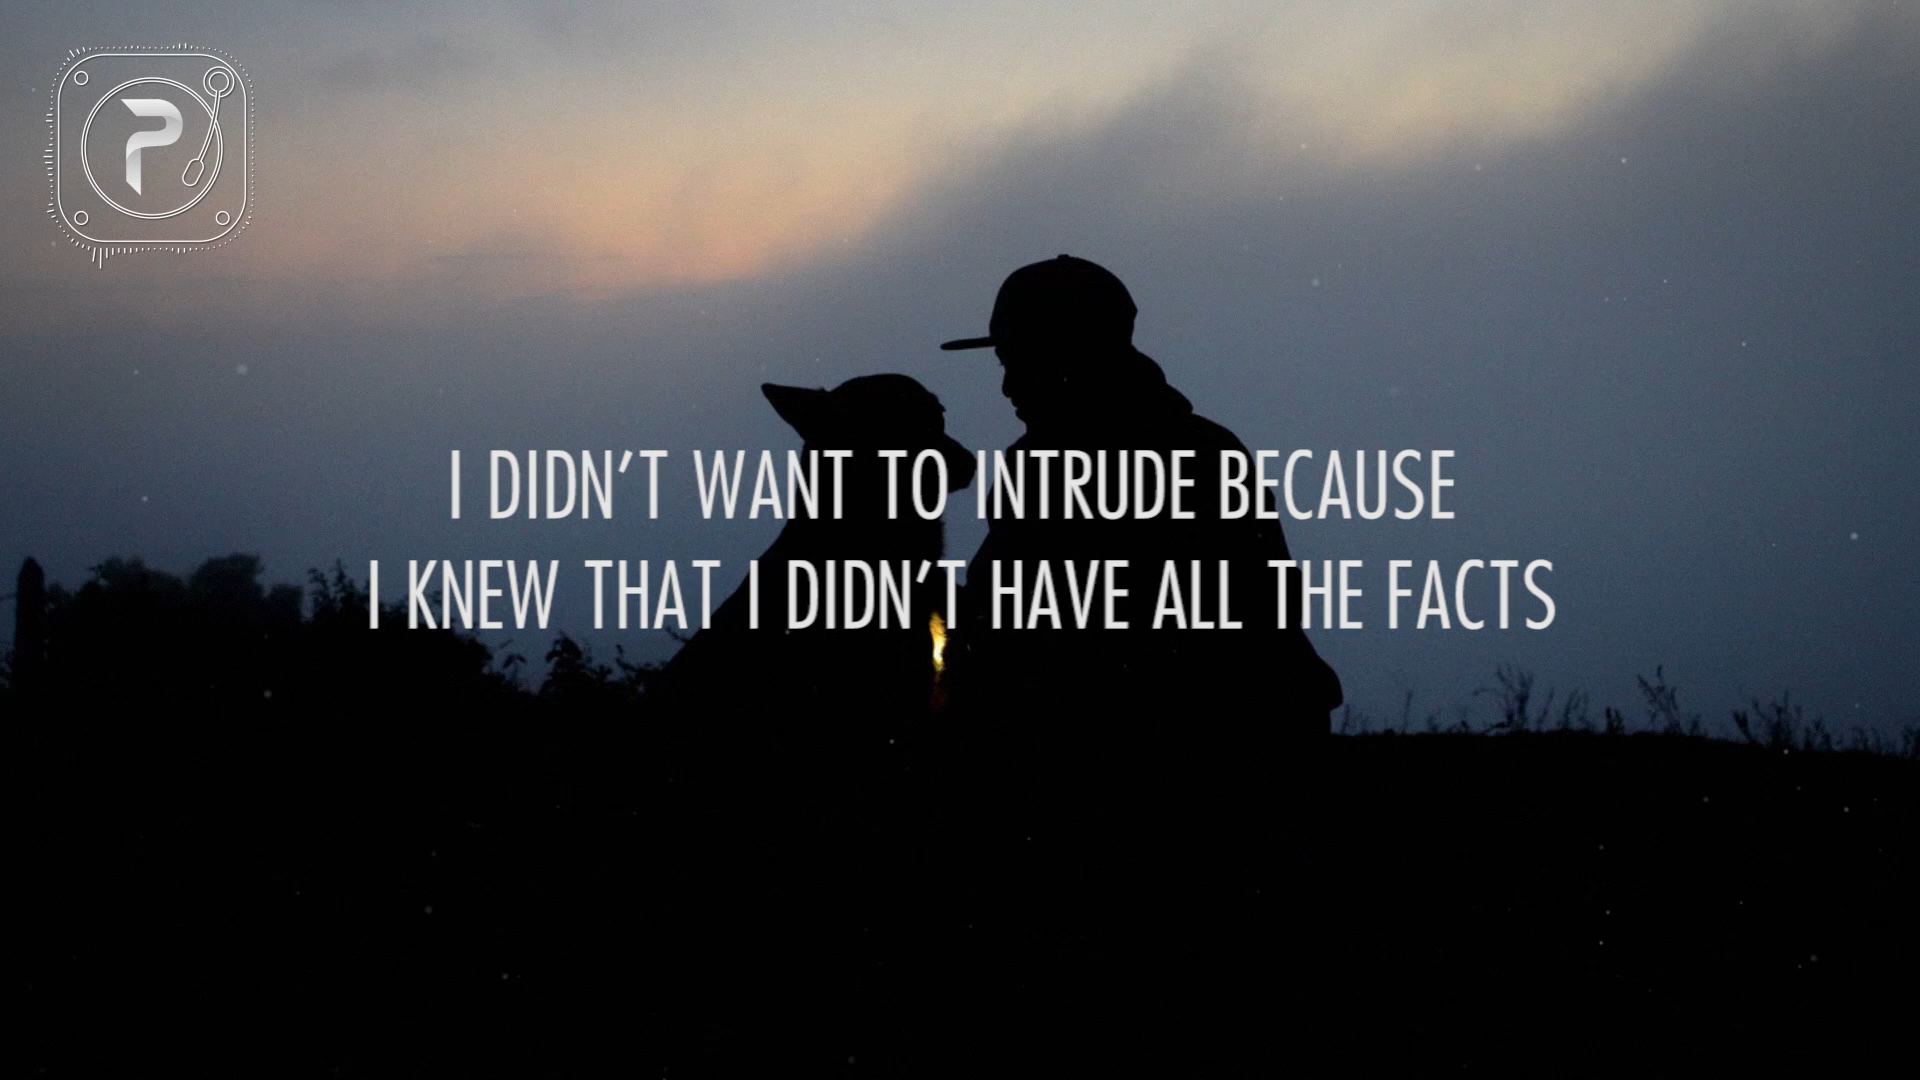 P
I DIDN’T WANT TO INTRUDE BECAUSE
I KNEW THAT I DIDN’T HAVE ALL THE FACTS